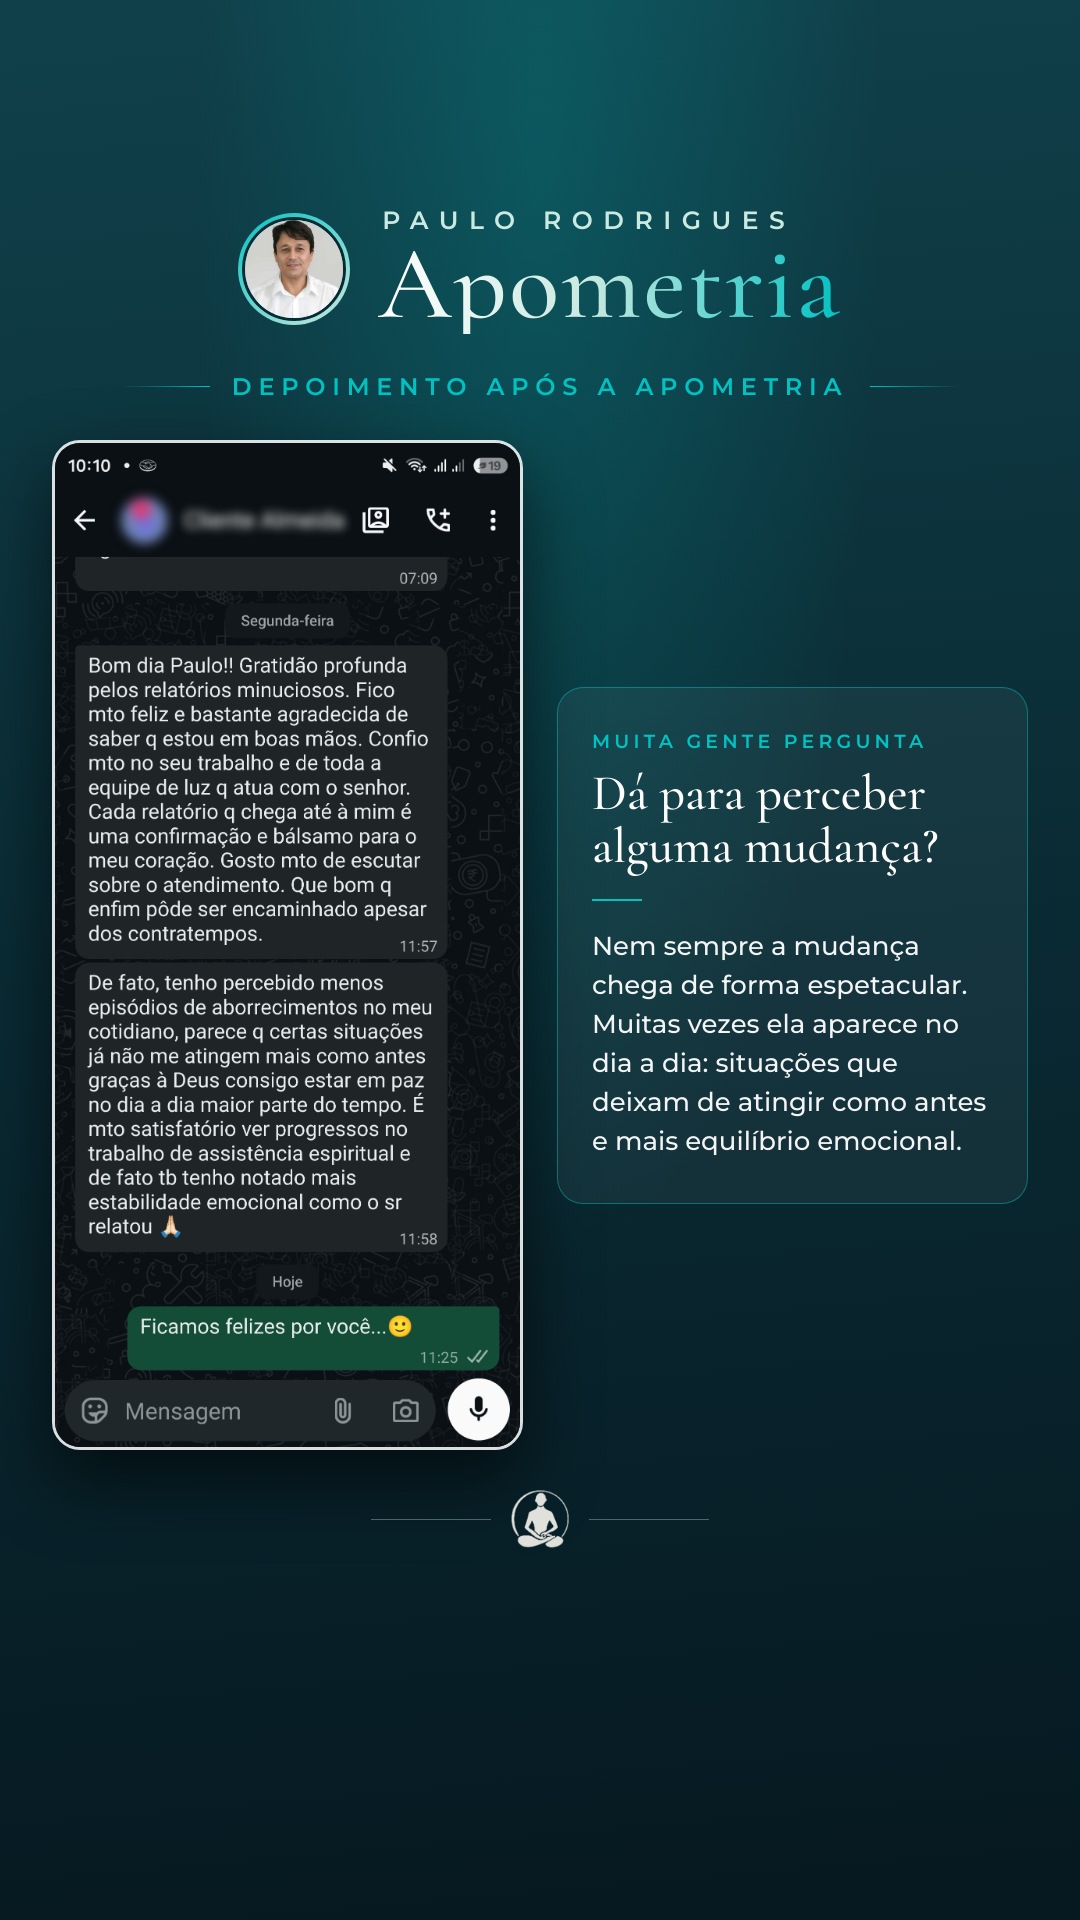 PAULO RODRIGUES
Apometria
DEPOIMENTO APÓS A APOMETRIA
10:10
19
07:09
Segunda-feira
Bom dia Paulo!! Gratidão profunda
pelos relatórios minuciosos. Fico
mto feliz e bastante agradecida de
saber q estou em boas mãos. Confio
mto no seu trabalho e de toda a
equipe de luz q atua com o senhor.
Cada relatório q chega até à mim é
uma confirmação e bálsamo para o
meu coração. Gosto mto de escutar
sobre o atendimento. Que bom q
enfim pôde ser encaminhado apesar
dos contratempos.
11:57
De fato, tenho percebido menos
episódios de aborrecimentos no meu
cotidiano, parece q certas situações
já não me atingem mais como antes
graças à Deus consigo estar em paz
no dia a dia maior parte do tempo. É
mto satisfatório ver progressos no
trabalho de assistência espiritual e
de fato tb tenho notado mais
estabilidade emocional como o sr
relatou 🙏🏻
11:58
Hoje
Ficamos felizes por você...🙂
11:25
Mensagem
MUITA GENTE PERGUNTA
Dá para perceber
alguma mudança?
Nem sempre a mudança
chega de forma espetacular.
Muitas vezes ela aparece no
dia a dia: situações que
deixam de atingir como antes
e mais equilíbrio emocional.